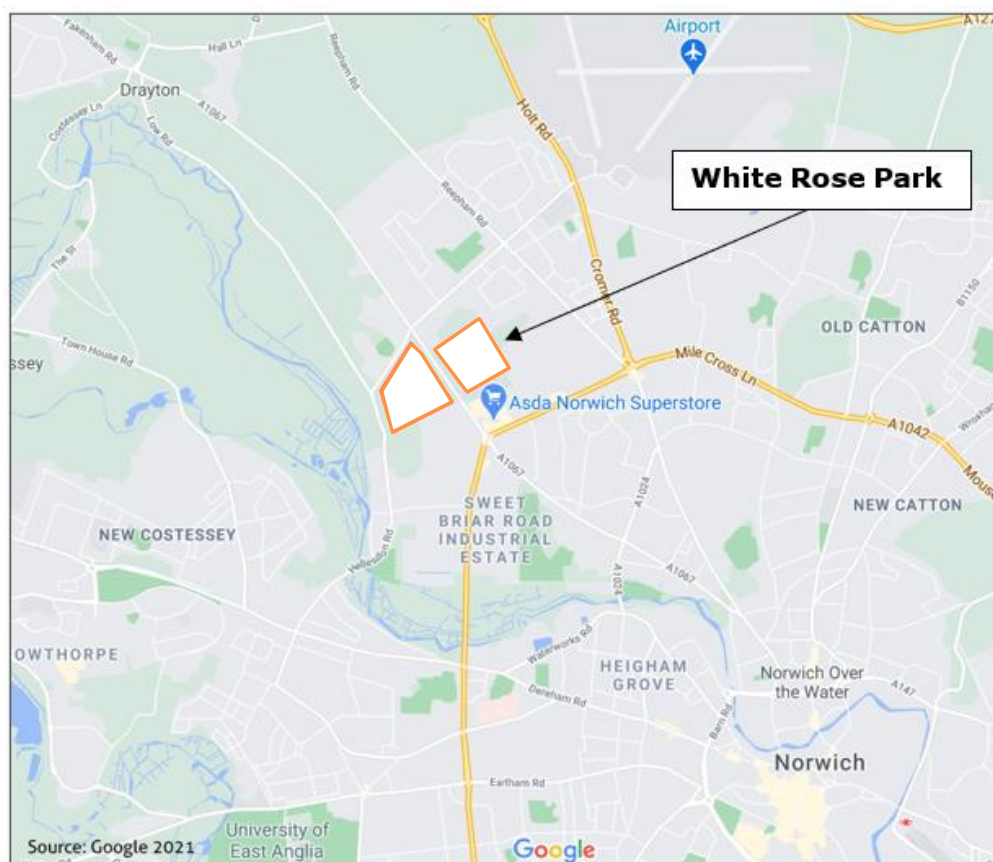 Airport
A127
Fakenham Rd
Hall Ln
Reepham Rd
Drayton
A1067
Costessey Ln
Low Rd
Holt Rd
White Rose Park
Reepham Rd
The St
Cromer Rd
B1150
OLD CATTON
Town House Rd
ssey
Mile Cross Ln
Asda Norwich Superstore
A1042
Wroxham
A1067
A1024
Mous
SWEET
BRIAR ROAD
INDUSTRIAL
ESTATE
NEW CATTON
NEW COSTESSEY
Hellesdon Rd
A1067
A1024
OWTHORPE
Waterworks Rd
HEIGHAM
GROVE
Norwich Over
the Water
A147
Dereham Rd
Barn Rd
Norwich
Earlham Rd
University of
East Anglia
Source: Google 2021
Google